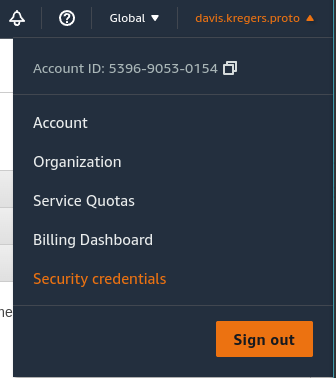 Global davis.kregers.proto
Account ID: 5396-9053-0154
Account
Organization
Service Quotas
Billing Dashboard
Security credentials
me
Sign out